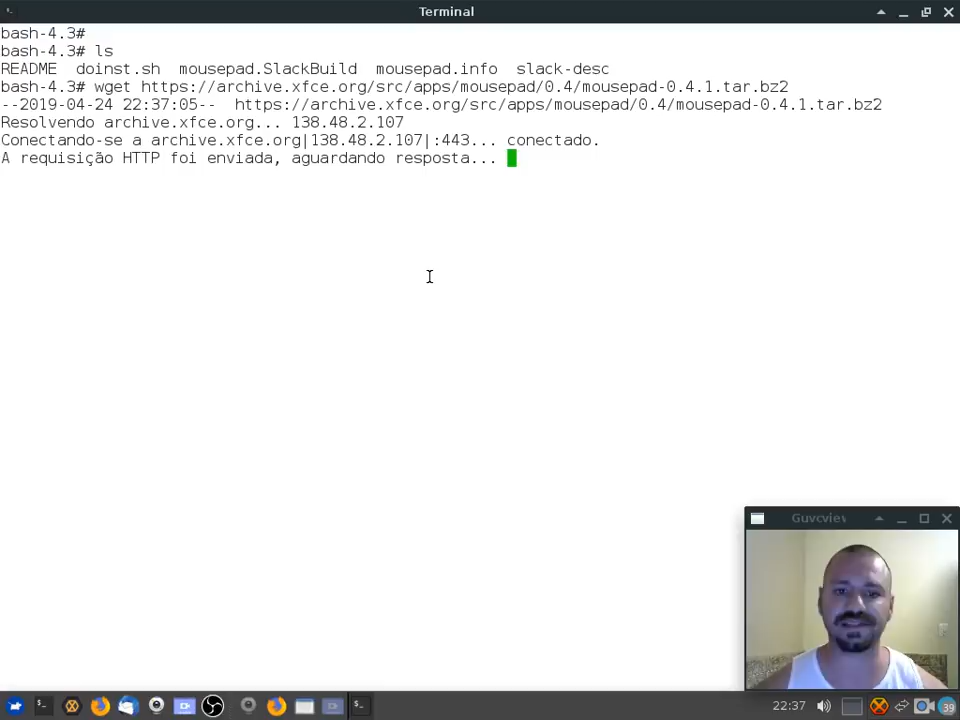 Terminal
bash-4.3#
bash-4.3# ls
README  doinst.sh  mousepad.SlackBuild  mousepad.info  slack-desc
bash-4.3# wget https://archive.xfce.org/src/apps/mousepad/0.4/mousepad-0.4.1.tar.bz2
--2019-04-24 22:37:05--  https://archive.xfce.org/src/apps/mousepad/0.4/mousepad-0.4.1.tar.bz2
Resolvendo archive.xfce.org... 138.48.2.107
Conectando-se a archive.xfce.org|138.48.2.107|:443... conectado.
A requisição HTTP foi enviada, aguardando resposta...
Guvcview
22:37
39